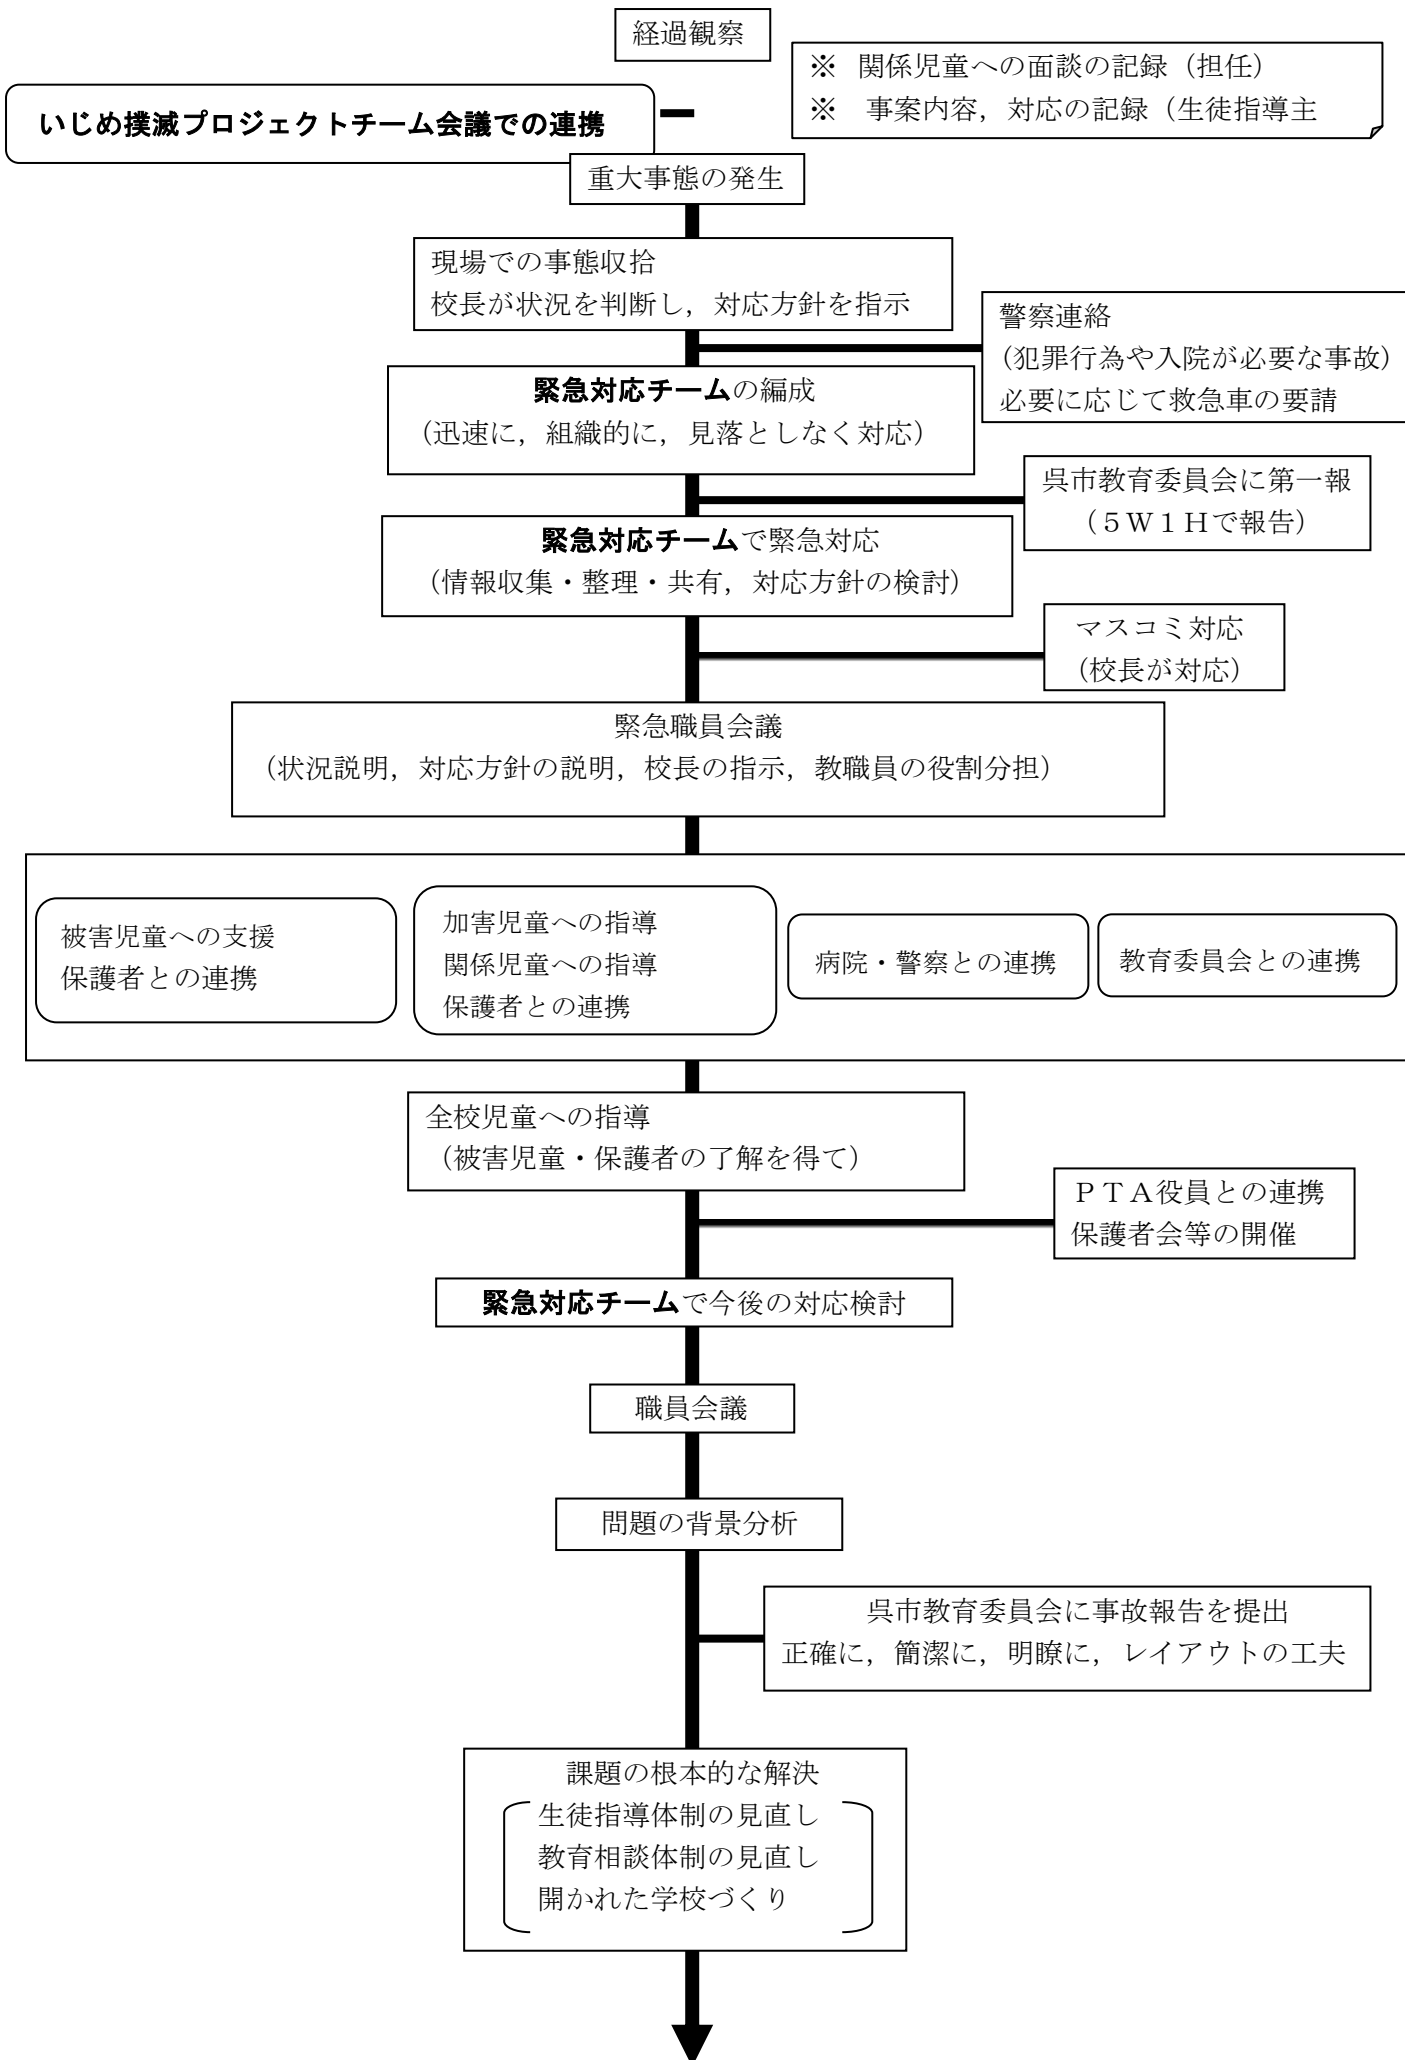 経過観察
※　関係児童への面談の記録（担任）
※　事案内容，対応の記録（生徒指導主
いじめ撲滅プロジェクトチーム会議での連携
重大事態の発生
現場での事態収拾
校長が状況を判断し，対応方針を指示
警察連絡
（犯罪行為や入院が必要な事故）
必要に応じて救急車の要請
緊急対応チームの編成
（迅速に，組織的に，見落としなく対応）
呉市教育委員会に第一報
（５Ｗ１Ｈで報告）
緊急対応チームで緊急対応
（情報収集・整理・共有，対応方針の検討）
マスコミ対応
（校長が対応）
緊急職員会議
（状況説明，対応方針の説明，校長の指示，教職員の役割分担）
被害児童への支援
保護者との連携
加害児童への指導
関係児童への指導
保護者との連携
病院・警察との連携
教育委員会との連携
全校児童への指導
（被害児童・保護者の了解を得て）
ＰＴＡ役員との連携
保護者会等の開催
緊急対応チームで今後の対応検討
職員会議
問題の背景分析
呉市教育委員会に事故報告を提出
正確に，簡潔に，明瞭に，レイアウトの工夫
課題の根本的な解決
生徒指導体制の見直し
教育相談体制の見直し
開かれた学校づくり